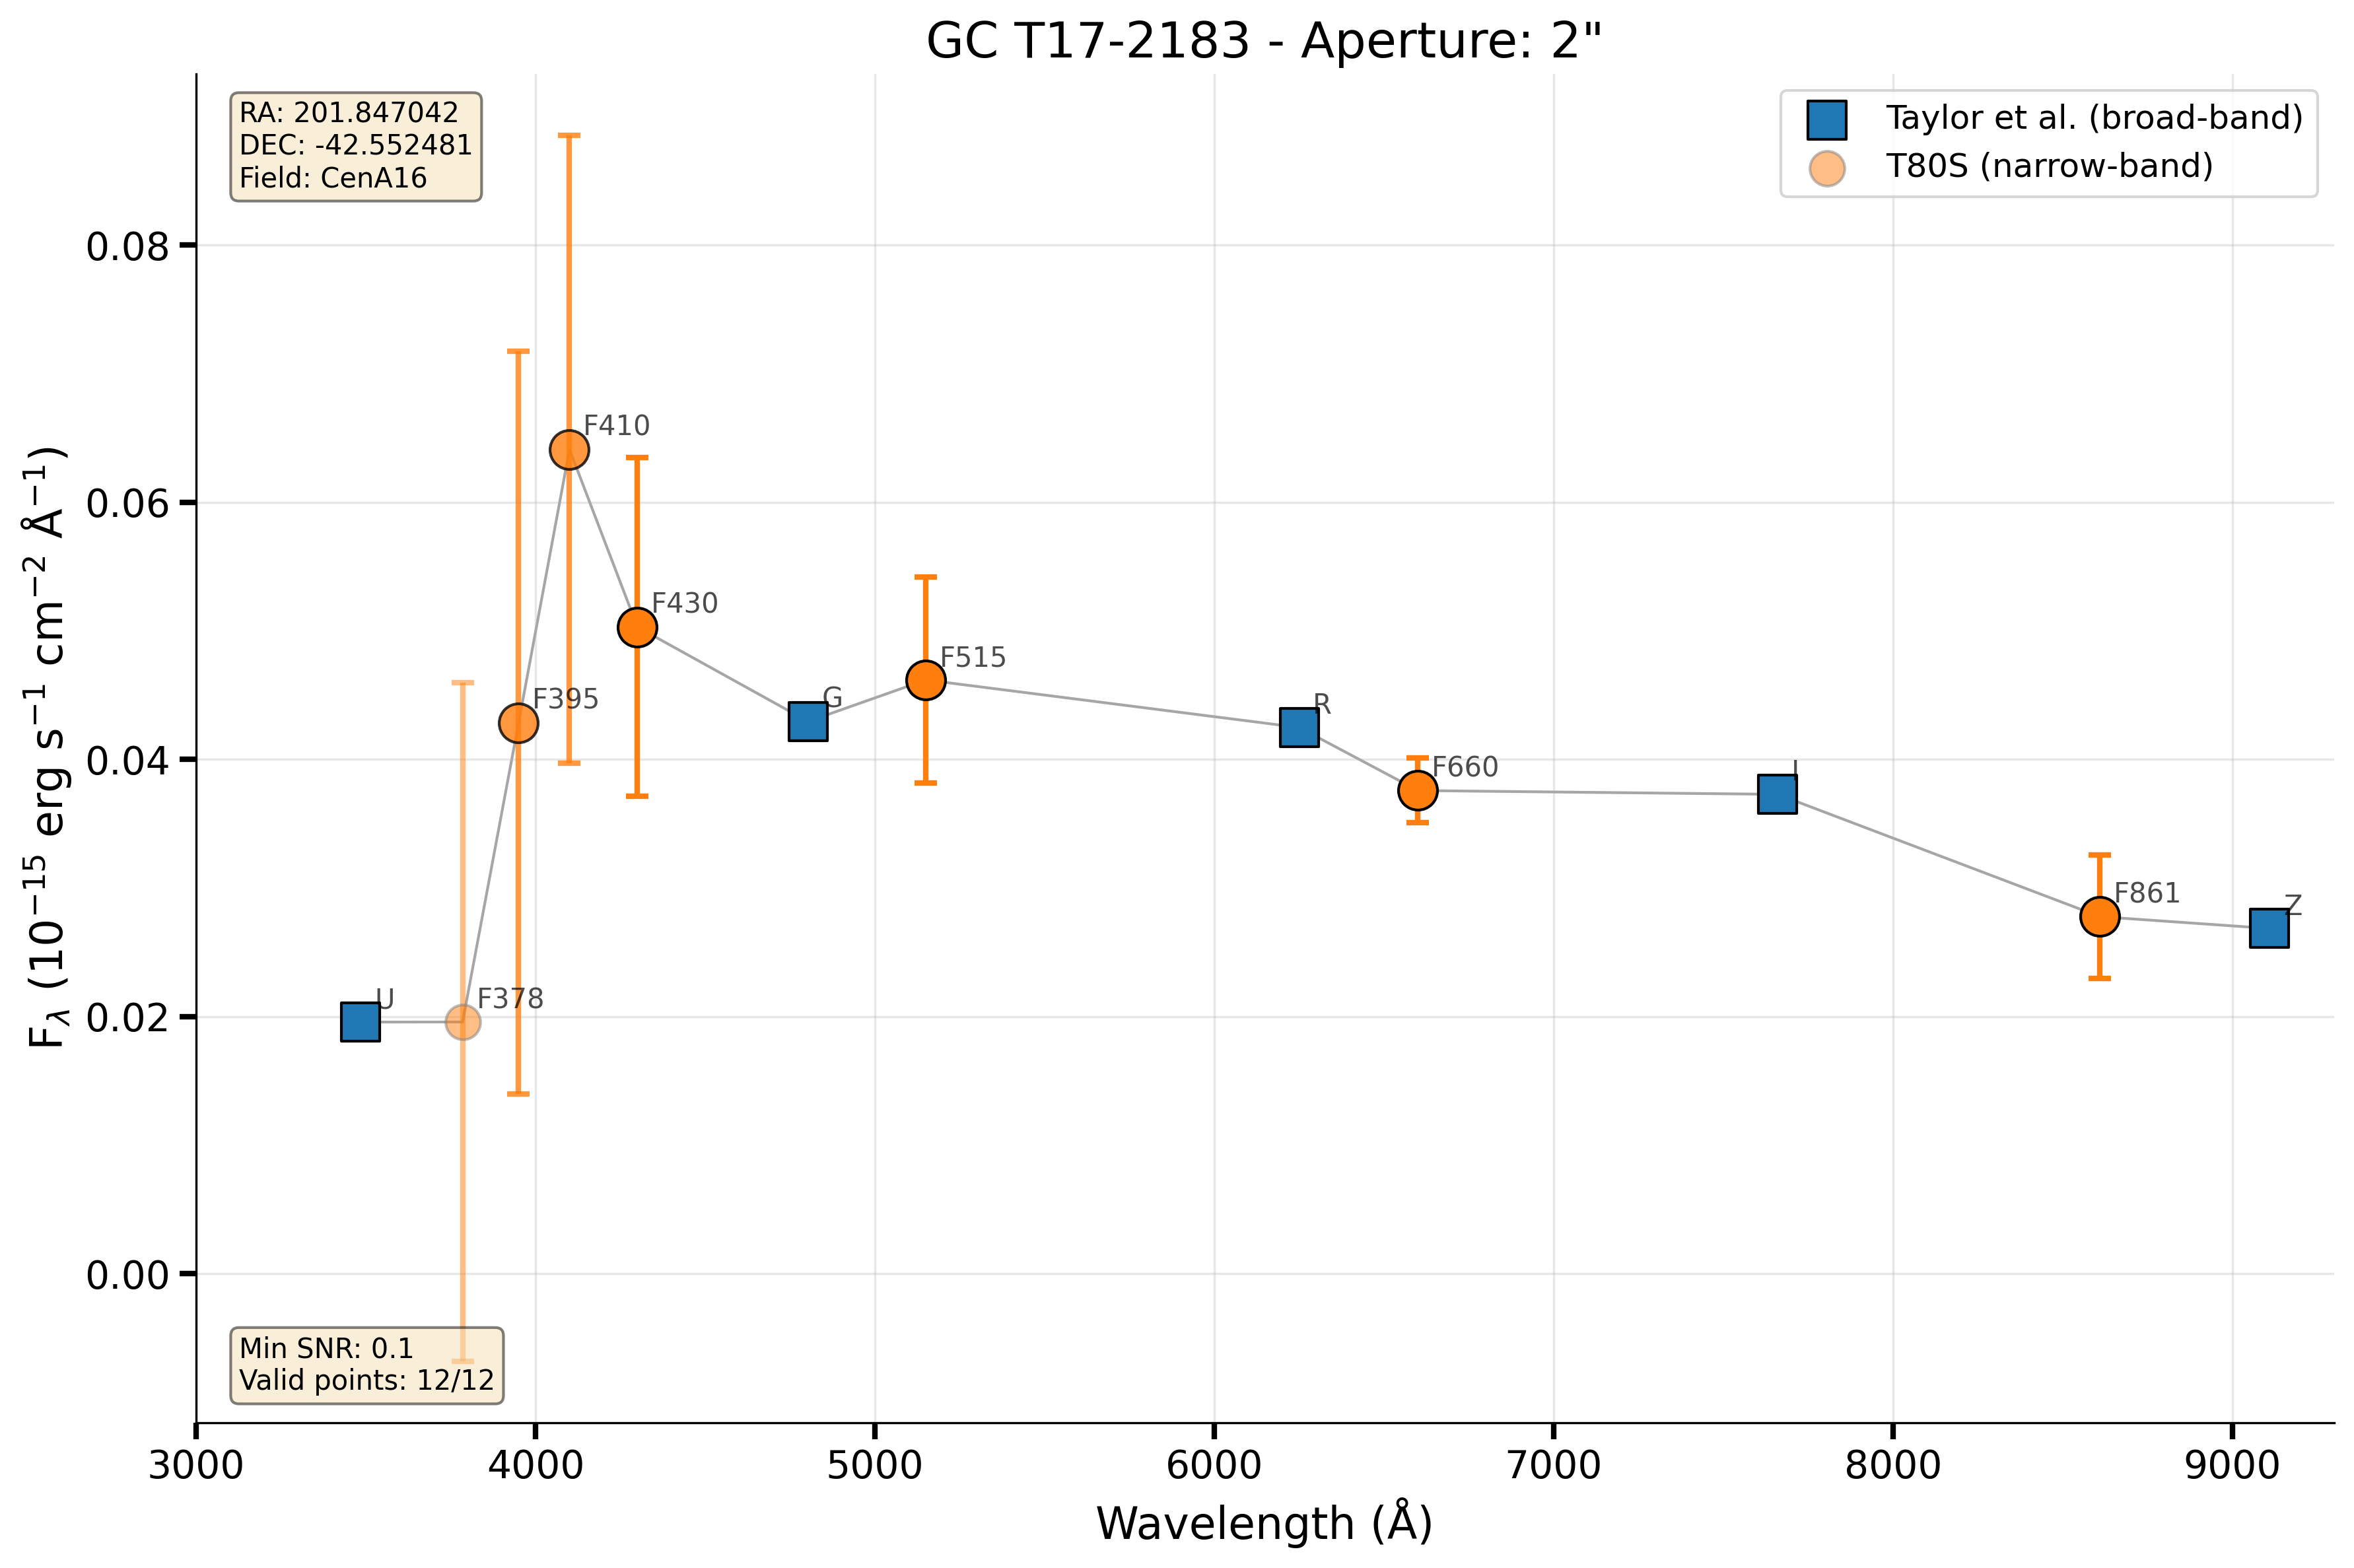 GC T17-2183 - Aperture: 2"
RA: 201.847042
DEC: -42.552481
Field: CenA16
Taylor et al. (broad-band)
T80S (narrow-band)
F$_{\lambda}$ (10$^{-15}$ erg s$^{-1}$ cm$^{-2}$ Å$^{-1}$)
0.08
0.06
0.04
0.02
0.00
U
F378
F395
F410
F430
G
F515
R
F660
I
F861
Z
Min SNR: 0.1
Valid points: 12/12
3000 4000 5000 6000 7000 8000 9000
Wavelength (Å)